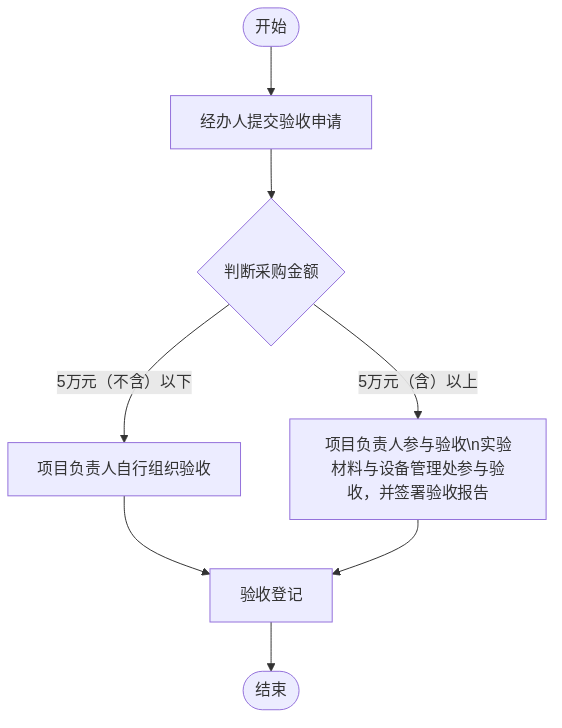 开始
经办人提交验收申请
判断采购金额
5万元（不含）以下
5万元（含）以上
项目负责人自行组织验收
项目负责人参与验收\n实验
材料与设备管理处参与验
收，并签署验收报告
验收登记
结束